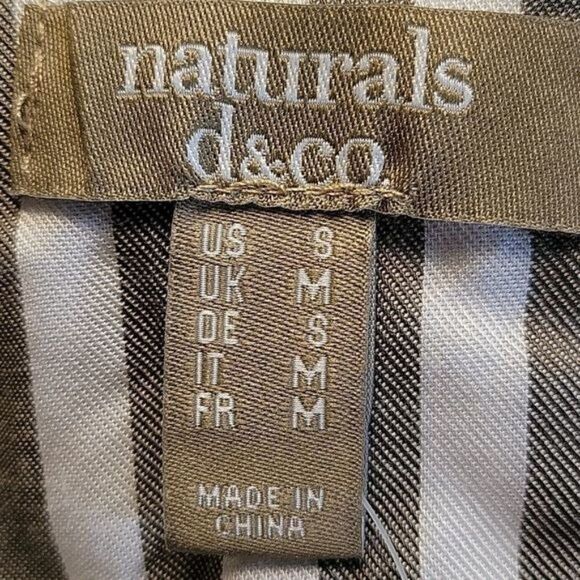 naturals
d&co.
US S
UK M
DE S
IT M
FR M
MADE IN
CHINA